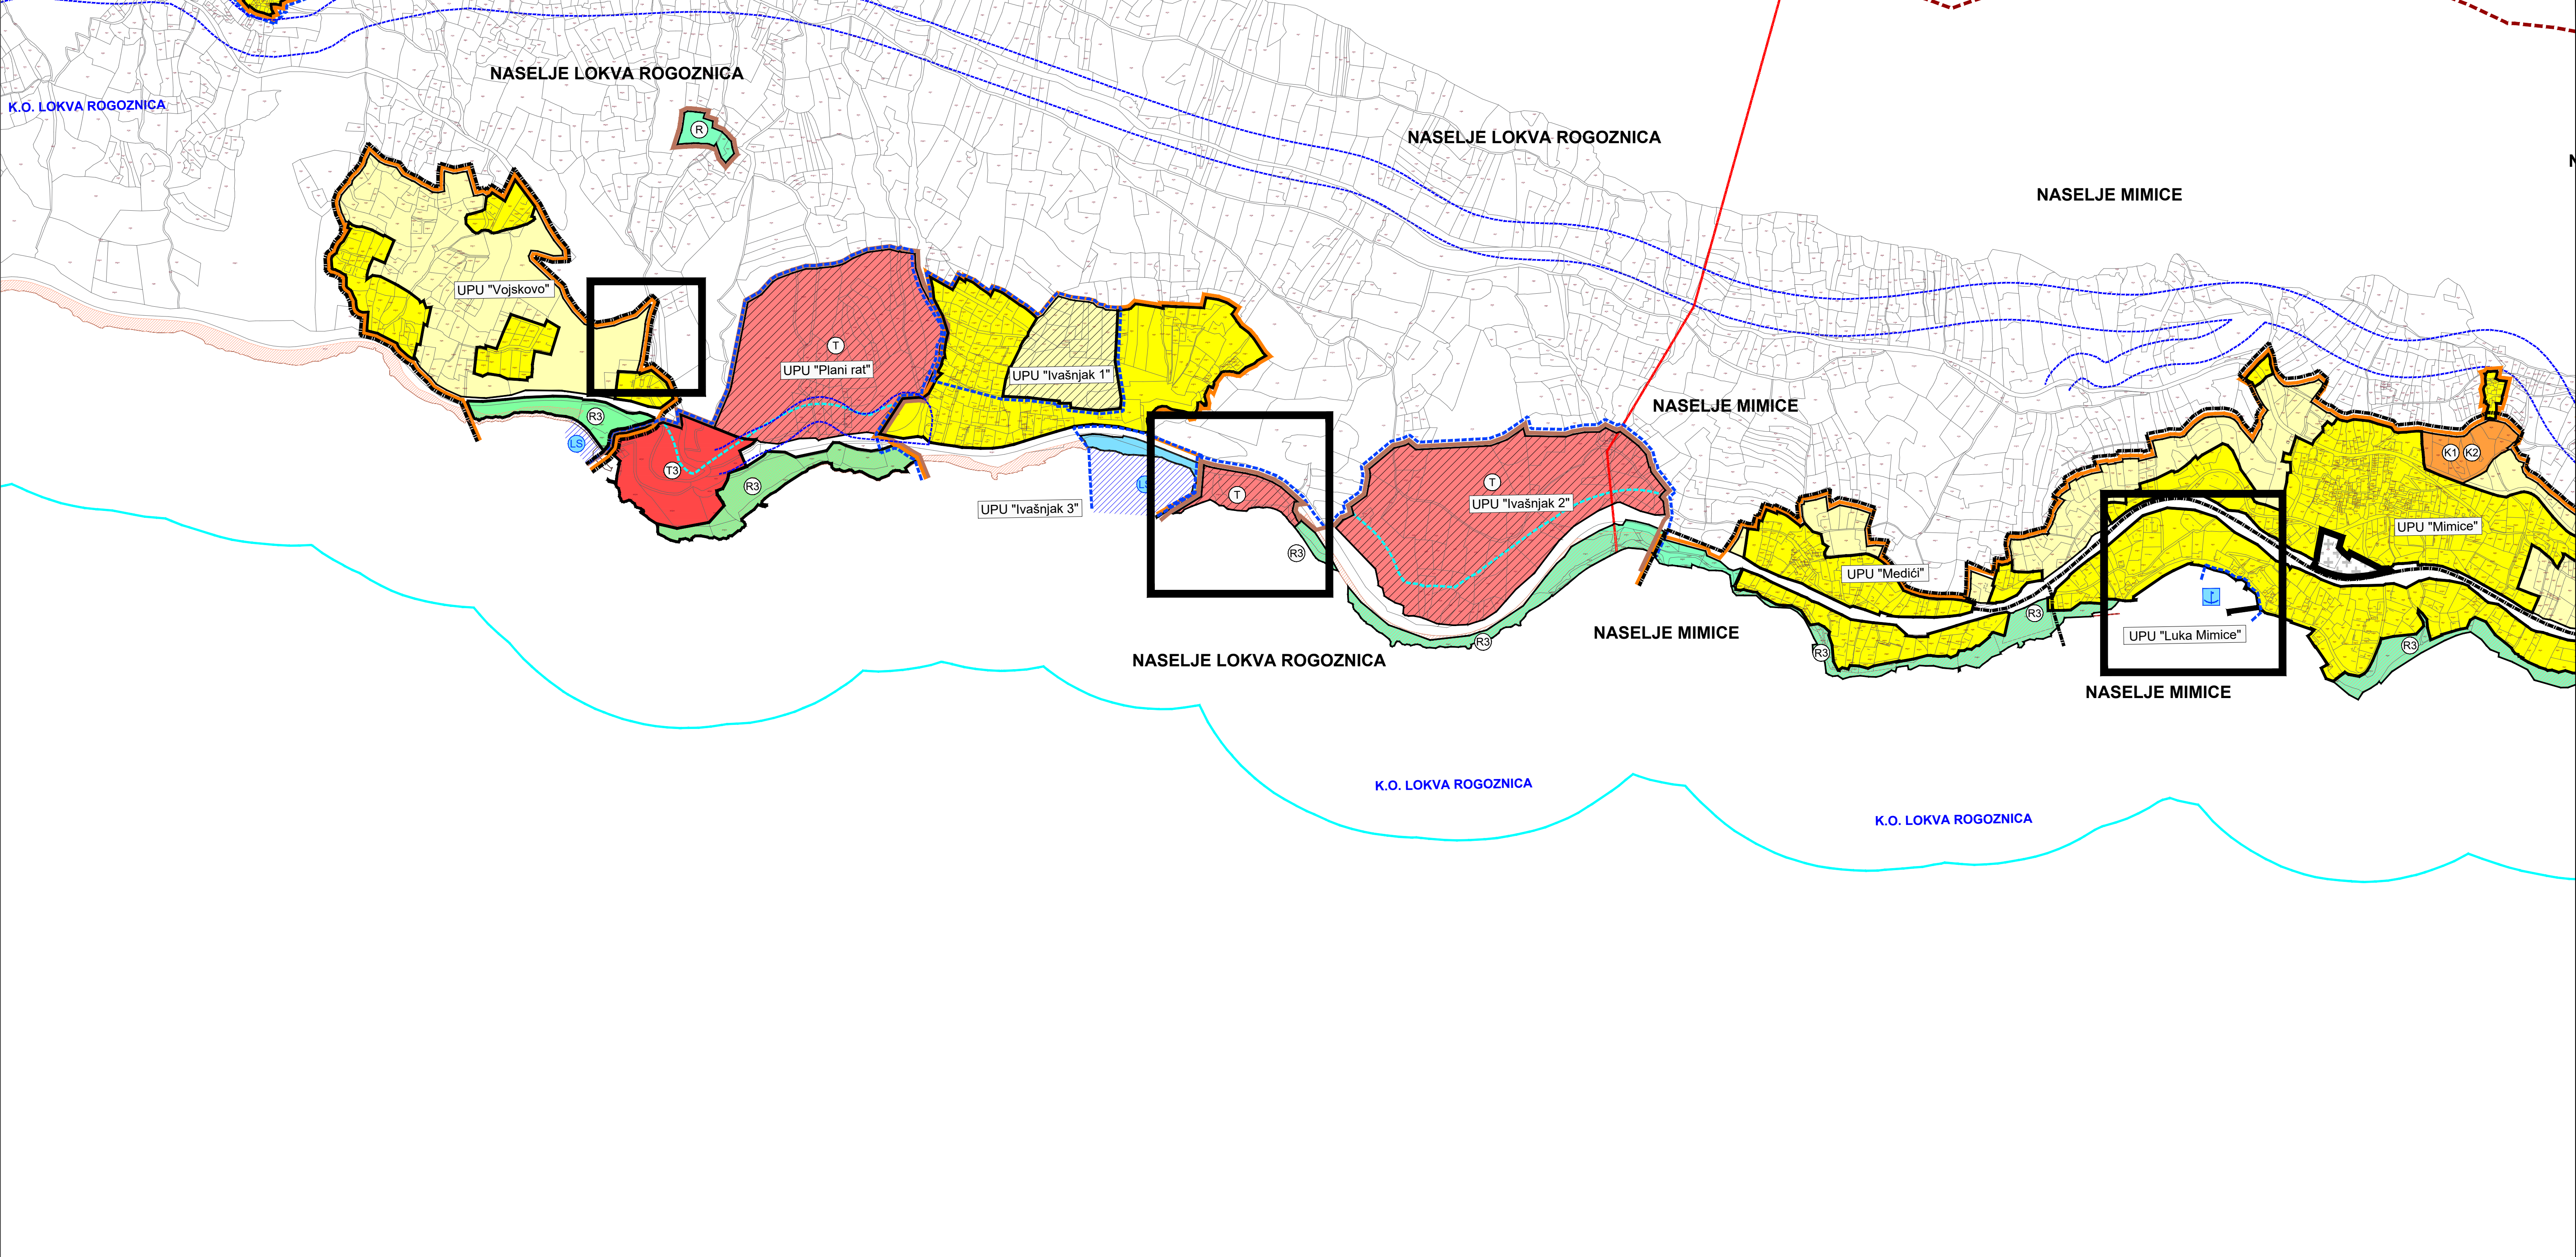 NASELJE LOKVA ROGOZNICA
K.O. LOKVA ROGOZNICA
R
NASELJE LOKVA ROGOZNICA
NASELJE MIMICE
UPU "Vojskovo"
T
UPU "Plani rat"
UPU "Ivašnjak 1"
NASELJE MIMICE
R3
LS
T3
R3
K1 K2
T
UPU "Ivašnjak 3"
T
UPU "Ivašnjak 2"
UPU "Mimice"
R3
UPU "Medići"
R3
NASELJE MIMICE
R3
R3
UPU "Luka Mimice"
R3
NASELJE LOKVA ROGOZNICA
NASELJE MIMICE
K.O. LOKVA ROGOZNICA
K.O. LOKVA ROGOZNICA